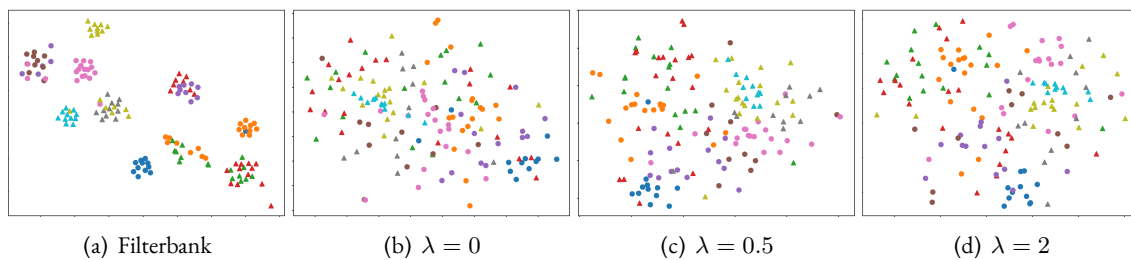 (a) Filterbank
(b) λ = 0
(c) λ = 0.5
(d) λ = 2